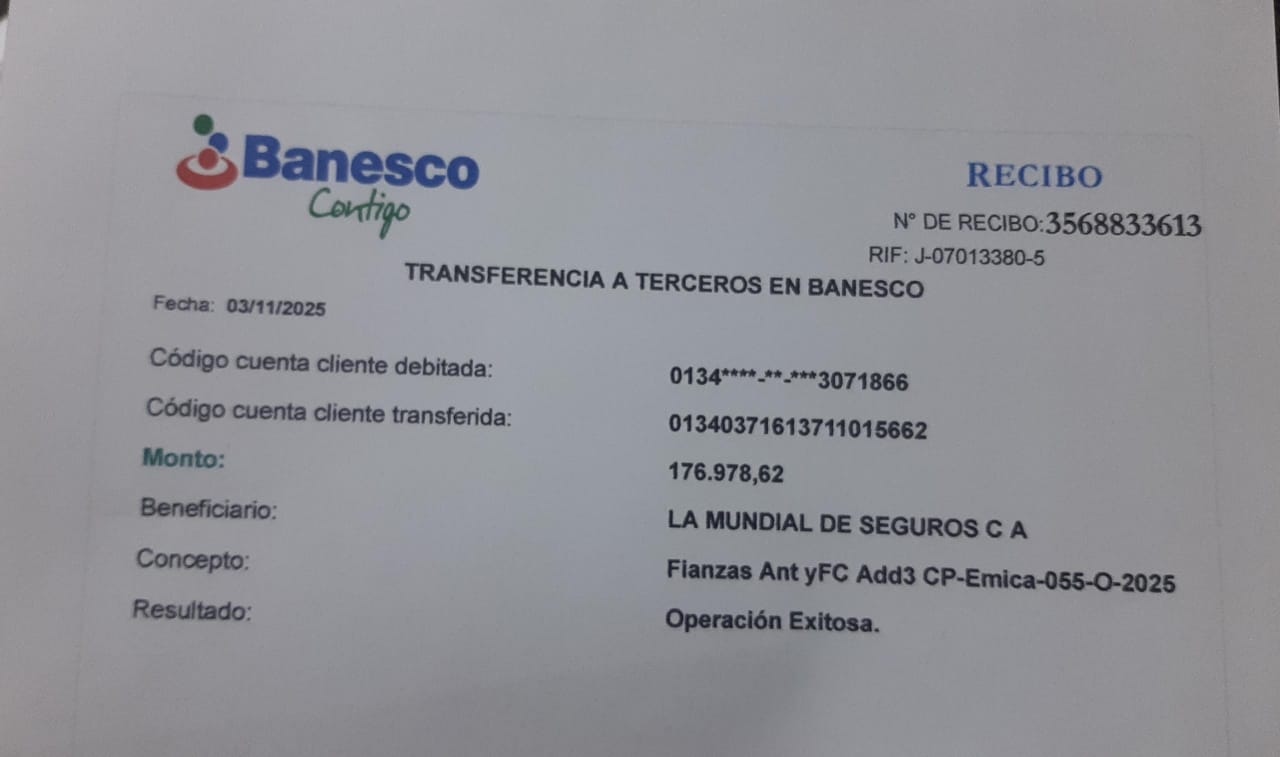 Banesco
Contigo
RECIBO
N° DE RECIBO:3568833613
RIF: J-07013380-5
TRANSFERENCIA A TERCEROS EN BANESCO
Fecha: 03/11/2025
Código cuenta cliente debitada: 0134****-**-***3071866
Código cuenta cliente transferida: 01340371613711015662
Monto: 176.978,62
Beneficiario: LA MUNDIAL DE SEGUROS C A
Concepto: Fianzas Ant yFC Add3 CP-Emica-055-O-2025
Resultado: Operación Exitosa.